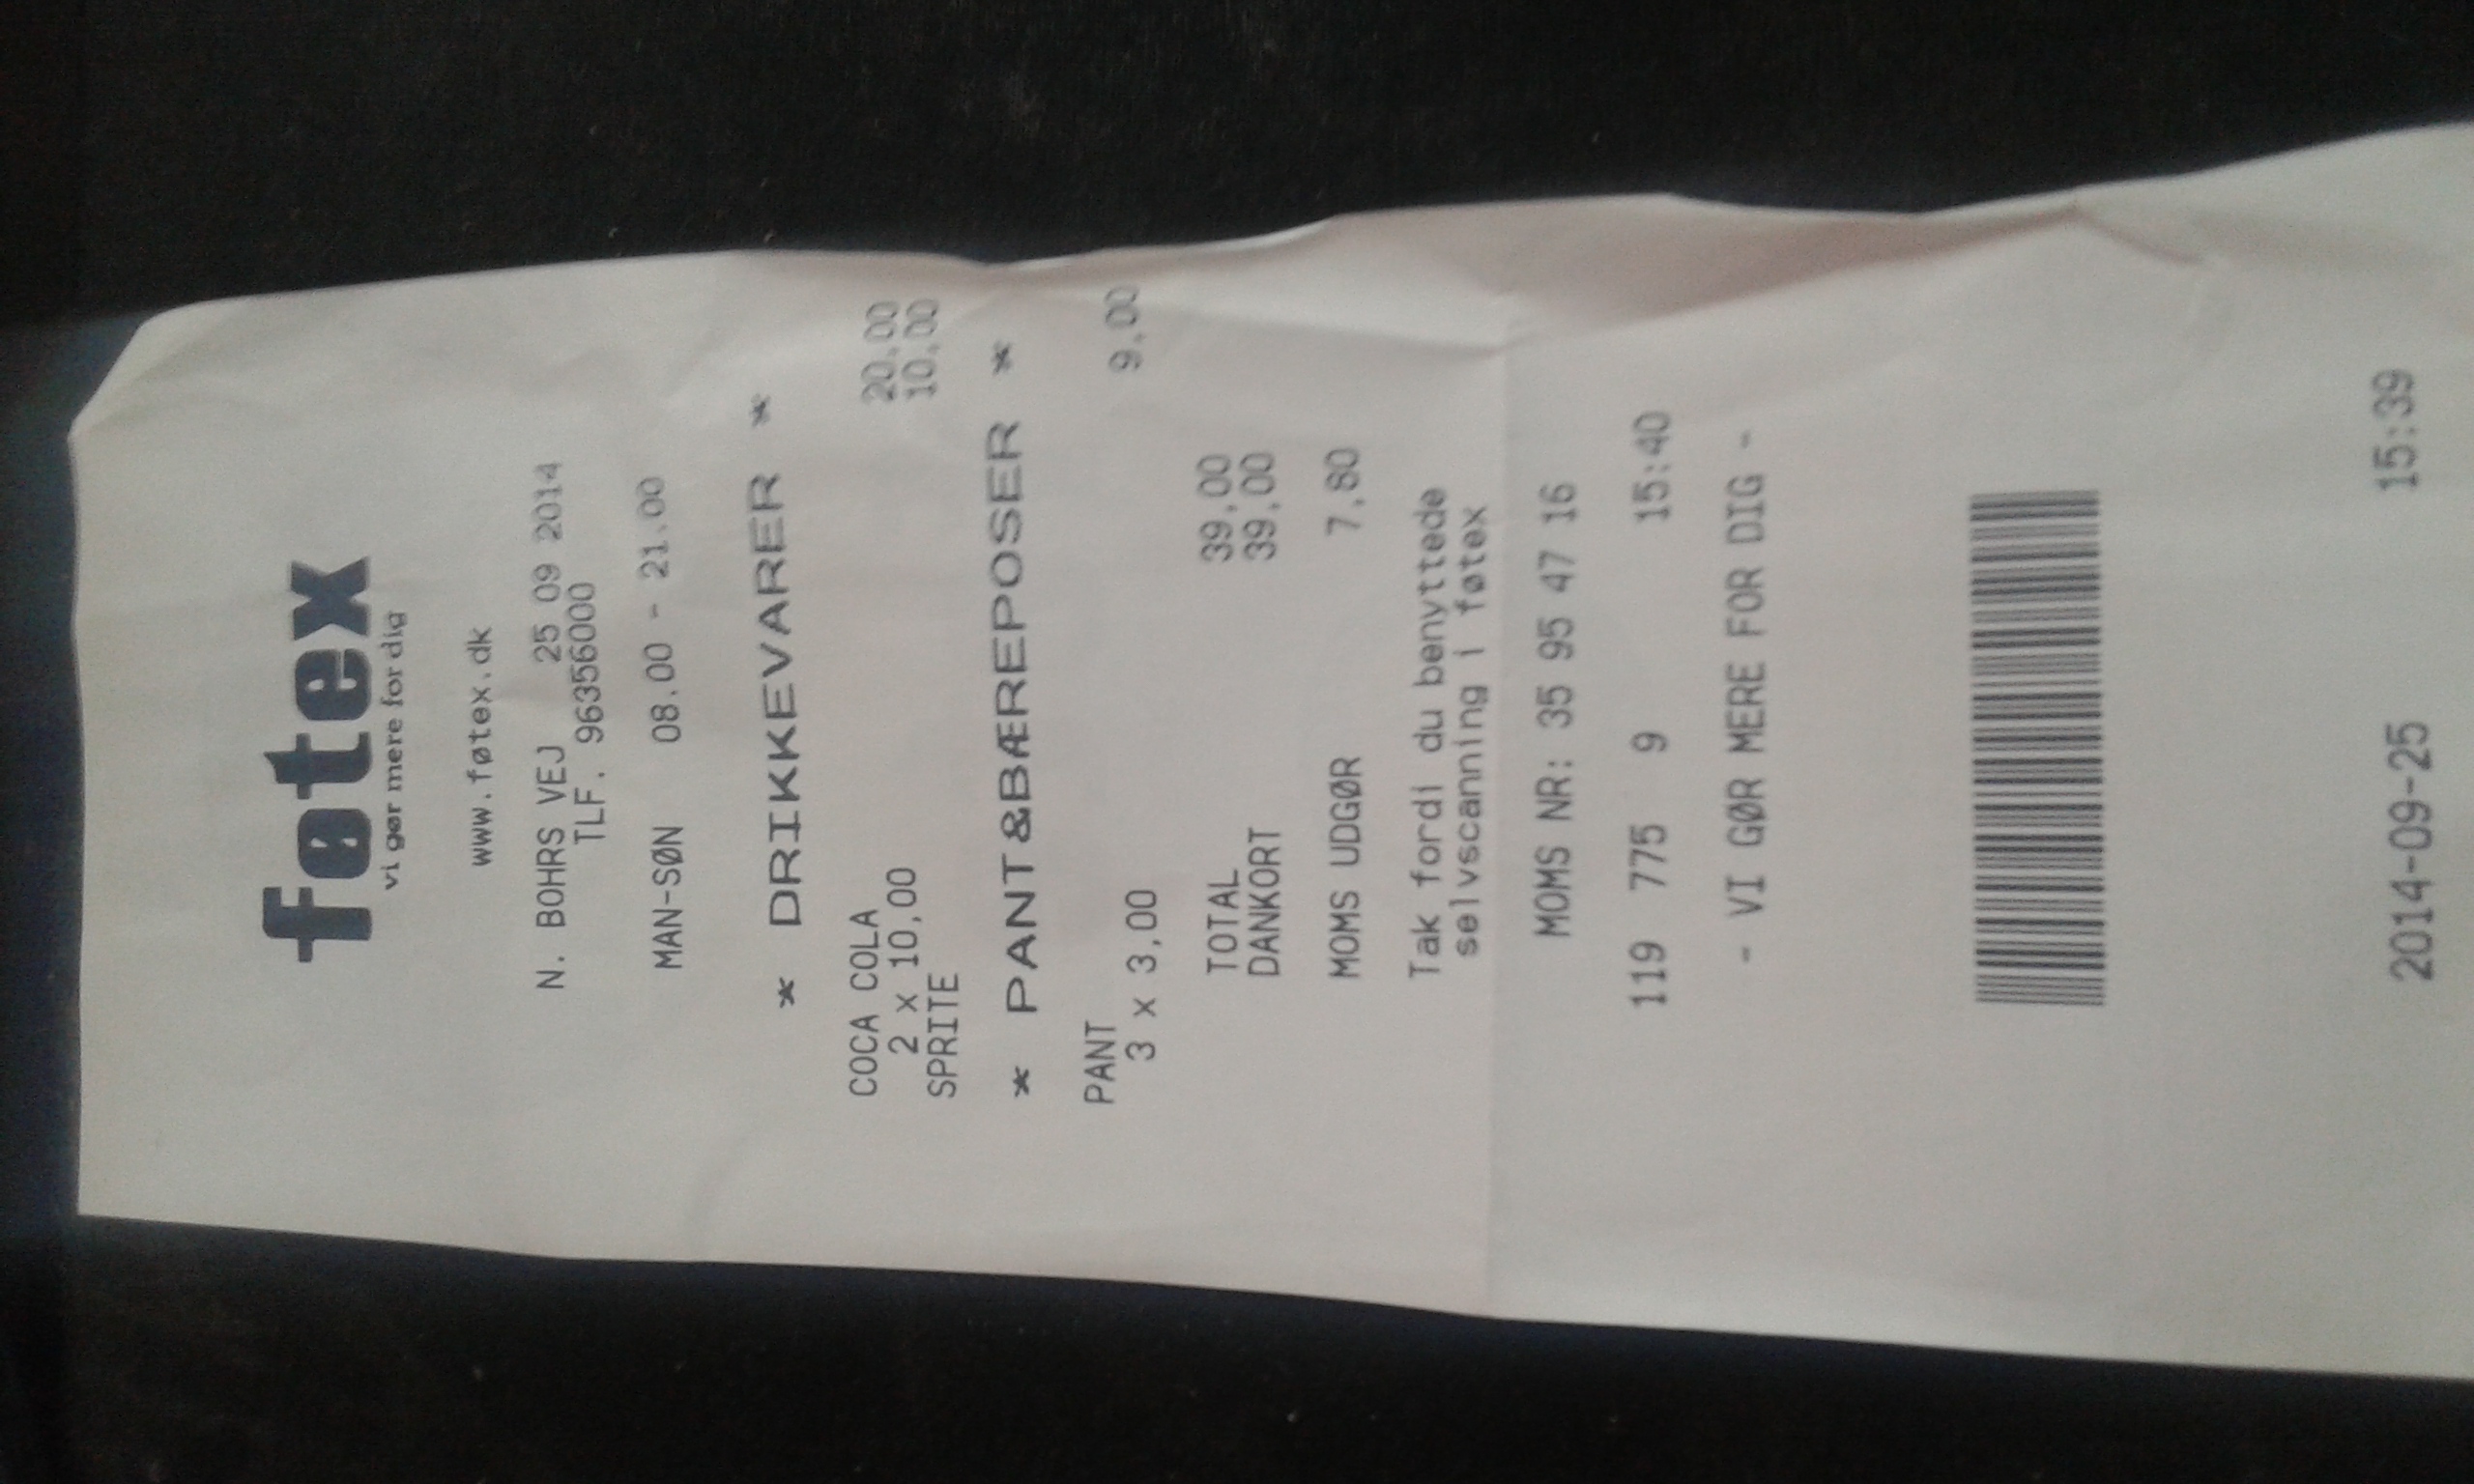 føtex
vi gør mere for dig
www.føtex.dk
N. BOHRS VEJ 25 09 2014
TLF. 96356000
MAN-SØN 08.00 - 21.00
* DRIKKEVARER *
COCA COLA
2 x 10,00 20,00
SPRITE 10,00
* PANT&BÆREPOSER *
PANT
3 x 3,00 9,00
TOTAL 39,00
DANKORT 39,00
MOMS UDGØR 7,80
Tak fordi du benyttede
selvscanning i føtex
MOMS NR: 35 95 47 16
119 775 9 15:40
- VI GØR MERE FOR DIG -
2014-09-25 15:39